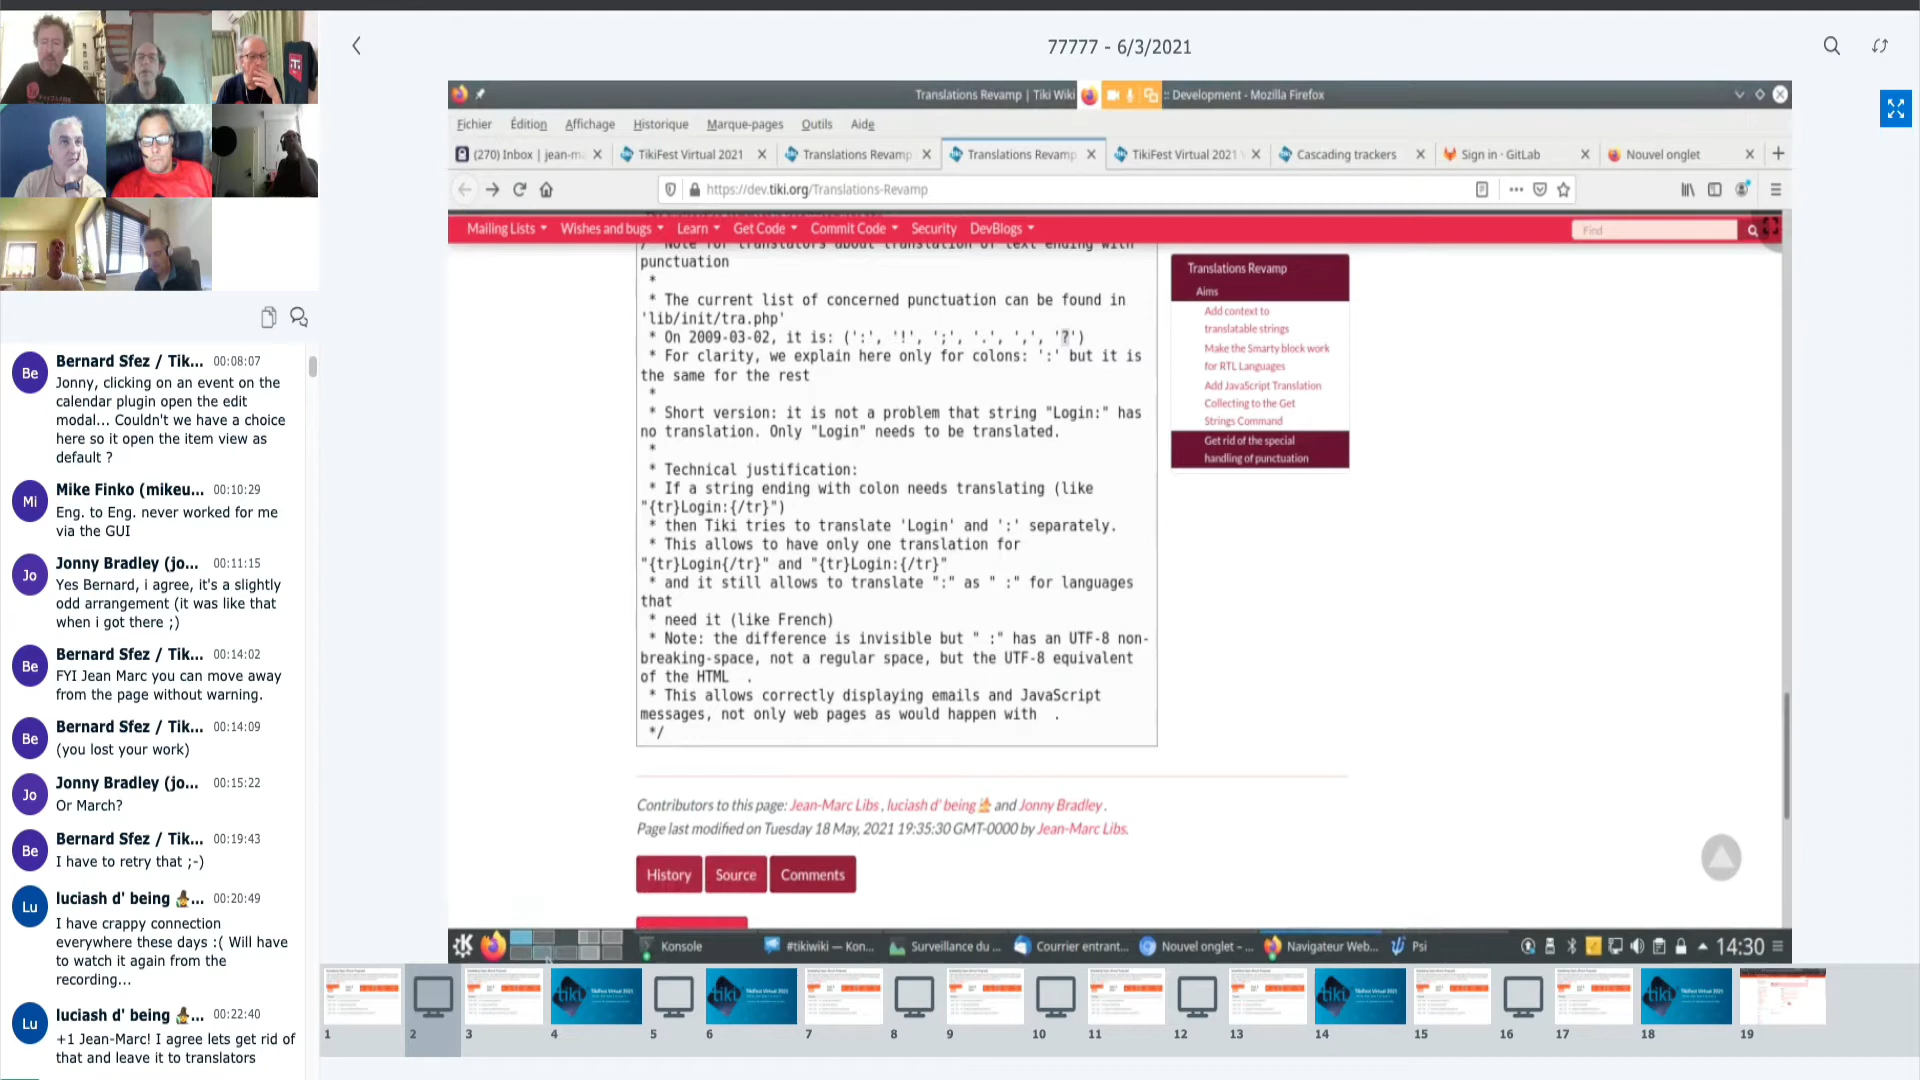 77777 - 6/3/2021
Translations Revamp | Tiki Wiki
:: Development - Mozilla Firefox
Fichier Édition Affichage Historique Marque-pages Outils Aide
(270) Inbox | jean-ma
TikiFest Virtual 2021
Translations Revamp
Translations Revamp
TikiFest Virtual 2021
Cascading trackers
Sign in · GitLab
Nouvel onglet
https://dev.tiki.org/Translations-Revamp
Mailing Lists Wishes and bugs Learn Get Code Commit Code Security DevBlogs
Find
/* Note for translators about translation of text ending with
punctuation
*
* The current list of concerned punctuation can be found in
'lib/init/tra.php'
* On 2009-03-02, it is: (':', '!', ';', '.', ',', '?')
* For clarity, we explain here only for colons: ':' but it is
the same for the rest
*
* Short version: it is not a problem that string "Login:" has
no translation. Only "Login" needs to be translated.
*
* Technical justification:
* If a string ending with colon needs translating (like
"{tr}Login:{/tr}")
* then Tiki tries to translate 'Login' and ':' separately.
* This allows to have only one translation for
"{tr}Login{/tr}" and "{tr}Login:{/tr}"
* and it still allows to translate ":" as " :" for languages
that
* need it (like French)
* Note: the difference is invisible but " :" has an UTF-8 non-
breaking-space, not a regular space, but the UTF-8 equivalent
of the HTML  .
* This allows correctly displaying emails and JavaScript
messages, not only web pages as would happen with  .
*/
Translations Revamp
Aims
Add context to
translatable strings
Make the Smarty block work
for RTL Languages
Add JavaScript Translation
Collecting to the Get
Strings Command
Get rid of the special
handling of punctuation
Contributors to this page: Jean-Marc Libs , luciash d' being and Jonny Bradley .
Page last modified on Tuesday 18 May, 2021 19:35:30 GMT-0000 by Jean-Marc Libs.
History Source Comments
Konsole
#tikiwiki — Kon...
Surveillance du ...
Courrier entrant...
Nouvel onglet – ...
Navigateur Web...
Psi
14:30
Be
Bernard Sfez / Tik... 00:08:07
Jonny, clicking on an event on the
calendar plugin open the edit
modal... Couldn't we have a choice
here so it open the item view as
default ?
Mi
Mike Finko (mikeu... 00:10:29
Eng. to Eng. never worked for me
via the GUI
Jo
Jonny Bradley (jo... 00:11:15
Yes Bernard, i agree, it's a slightly
odd arrangement (it was like that
when i got there ;)
Be
Bernard Sfez / Tik... 00:14:02
FYI Jean Marc you can move away
from the page without warning.
Be
Bernard Sfez / Tik... 00:14:09
(you lost your work)
Jo
Jonny Bradley (jo... 00:15:22
Or March?
Be
Bernard Sfez / Tik... 00:19:43
I have to retry that ;-)
Lu
luciash d' being ... 00:20:49
I have crappy connection
everywhere these days :( Will have
to watch it again from the
recording...
Lu
luciash d' being ... 00:22:40
+1 Jean-Marc! I agree lets get rid of
that and leave it to translators
tiki
tiki
tiki
tiki
1 2 3 4 5 6 7 8 9 10 11 12 13 14 15 16 17 18 19